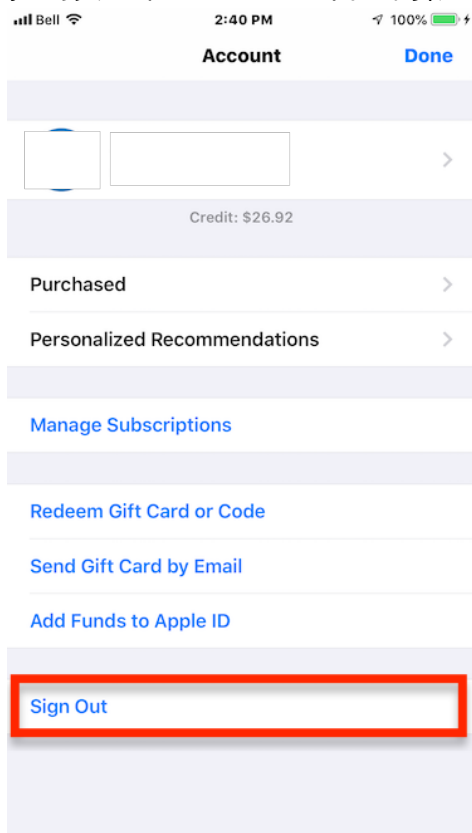 Bell
2:40 PM
100%
Account
Done
Credit: $26.92
Purchased
Personalized Recommendations
Manage Subscriptions
Redeem Gift Card or Code
Send Gift Card by Email
Add Funds to Apple ID
Sign Out